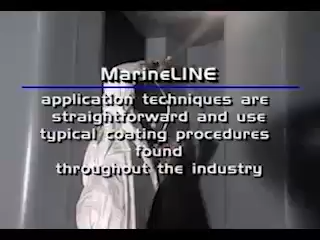 MarineLINE
application techniques are
straightforward and use
typical coating procedures
found
throughout the industry